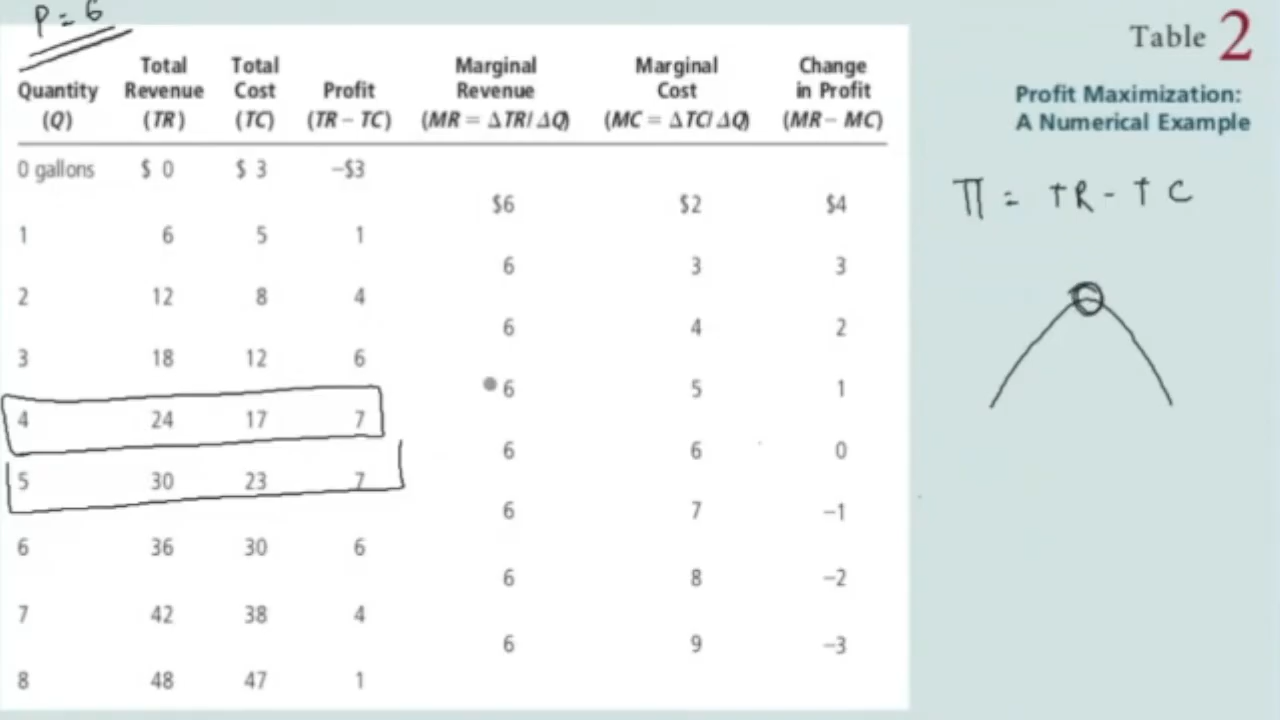 P = 6
Table 2
Profit Maximization:
A Numerical Example
Quantity (Q) Total Revenue (TR) Total Cost (TC) Profit (TR – TC) Marginal Revenue (MR = ΔTR/ΔQ) Marginal Cost (MC = ΔTC/ΔQ) Change in Profit (MR – MC)
0 gallons $ 0 $ 3 –$3
$6 $2 $4
1 6 5 1
6 3 3
2 12 8 4
6 4 2
3 18 12 6
6 5 1
4 24 17 7
6 6 0
5 30 23 7
6 7 –1
6 36 30 6
6 8 –2
7 42 38 4
6 9 –3
8 48 47 1
π = TR - TC